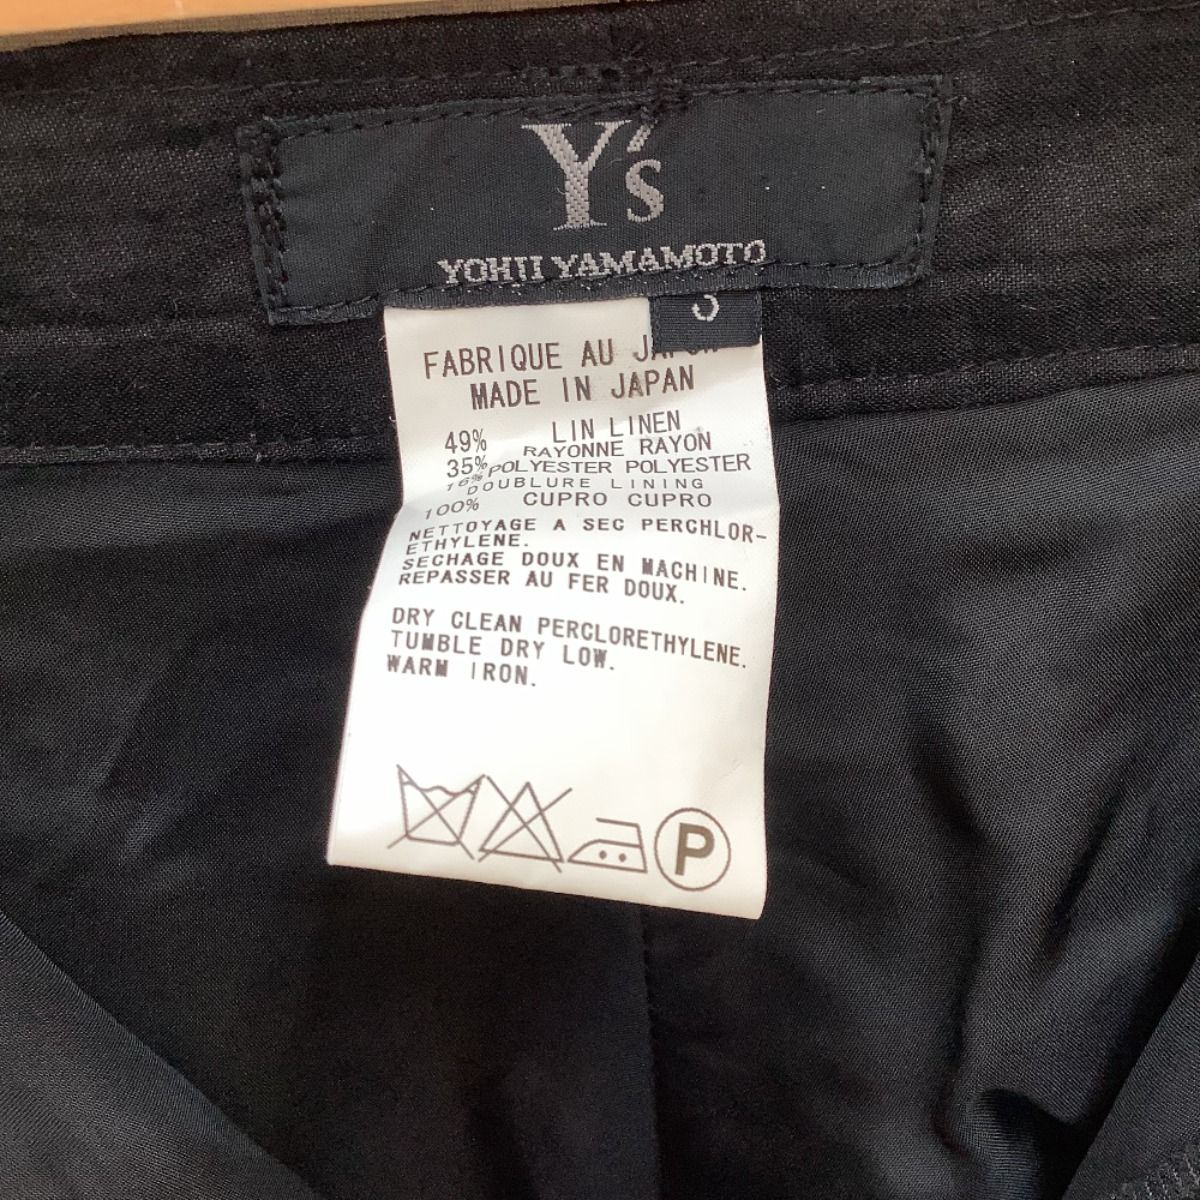 Y's
YOHJI YAMAMOTO
FABRIQUE AU
MADE IN JAPAN
49% LIN LINEN
RAYONNE RAYON
35% POLYESTER POLYESTER
16% DOUBLURE LINING
100% CUPRO CUPRO
NETTOYAGE A SEC PERCHLOR-
ETHYLENE.
SECHAGE DOUX EN MACHINE.
REPASSER AU FER DOUX.
DRY CLEAN PERCLORETHYLENE.
TUMBLE DRY LOW.
WARM IRON.
P